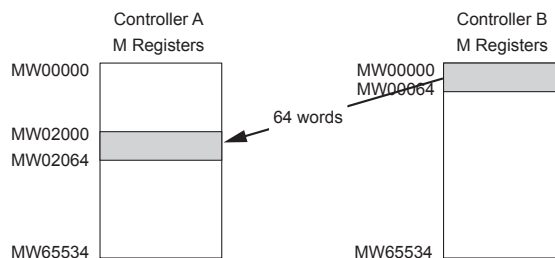 Controller A
M Registers
MW00000
MW02000
MW02064
MW65534
64 words
Controller B
M Registers
MW00000
MW00064
MW65534